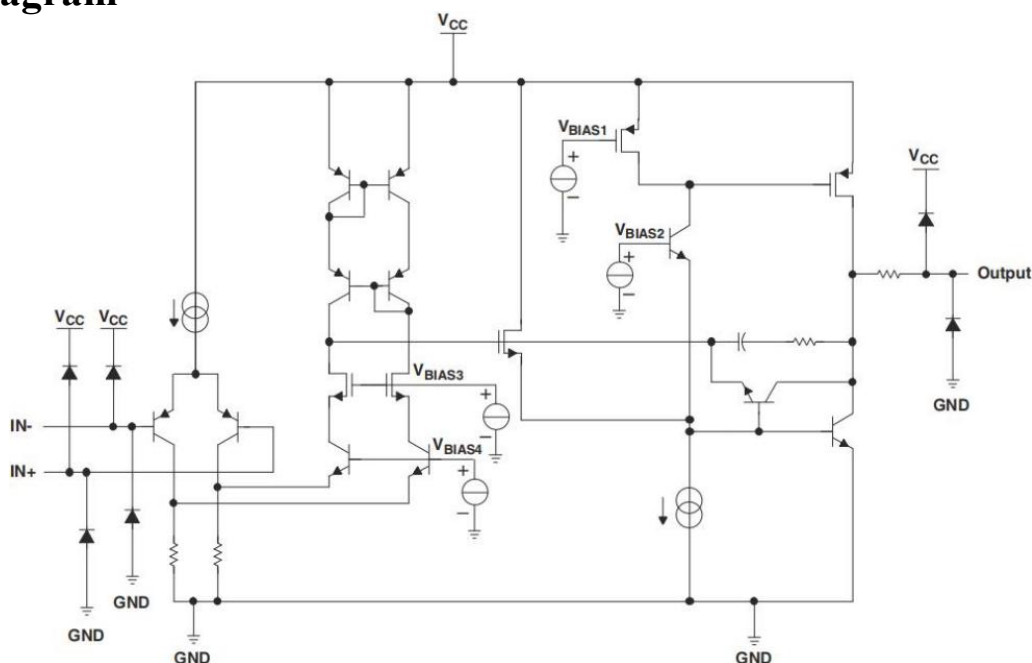 agram
VCC
VBIAS1
VCC
VBIAS2
Output
VCC VCC
VBIAS3
GND
IN-
VBIAS4
IN+
GND
GND
GND
GND